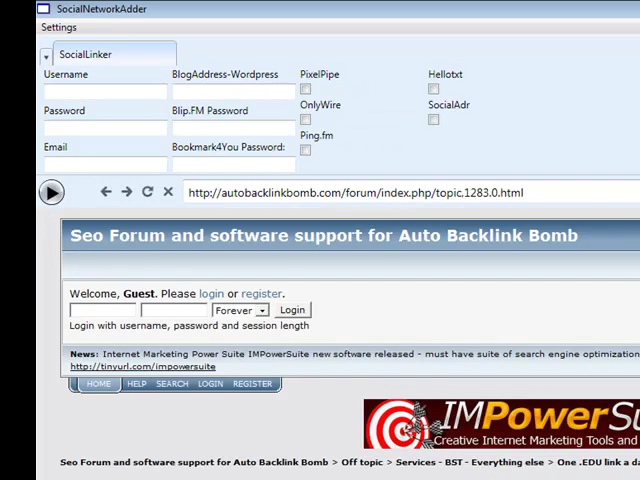 SocialNetworkAdder
Settings
SocialLinker
Username BlogAddress-Wordpress PixelPipe Hellotxt
Password Blip.FM Password OnlyWire SocialAdr
Ping.fm
Email Bookmark4You Password:
http://autobacklinkbomb.com/forum/index.php/topic,1283.0.html
Seo Forum and software support for Auto Backlink Bomb
Welcome, Guest. Please login or register.
Forever Login
Login with username, password and session length
News: Internet Marketing Power Suite IMPowerSuite new software released - must have suite of search engine optimization
http://tinyurl.com/impowersuite
HOME HELP SEARCH LOGIN REGISTER
IMPowerSu
Creative Internet Marketing Tools and
Seo Forum and software support for Auto Backlink Bomb > Off topic > Services - BST - Everything else > One .EDU link a da